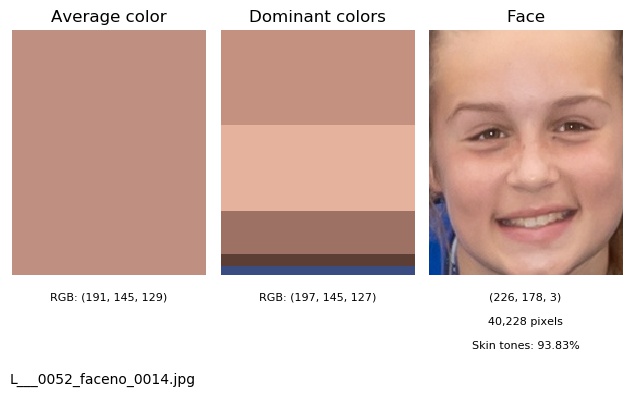 Average color
Dominant colors
Face
RGB: (191, 145, 129)
RGB: (197, 145, 127)
(226, 178, 3)
40,228 pixels
Skin tones: 93.83%
L___0052_faceno_0014.jpg